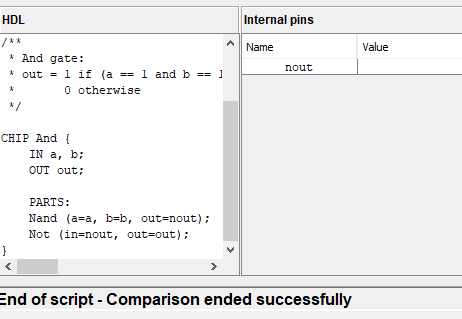 HDL
/**
* And gate:
* out = 1 if (a == 1 and b == 1
* 0 otherwise
*/
CHIP And {
IN a, b;
OUT out;
PARTS:
Nand (a=a, b=b, out=nout);
Not (in=nout, out=out);
}
Internal pins
Name Value
nout
End of script - Comparison ended successfully